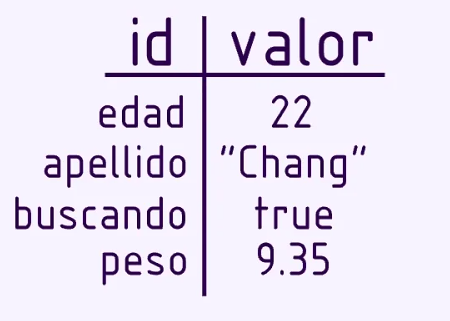 id valor
edad 22
apellido "Chang"
buscando true
peso 9.35